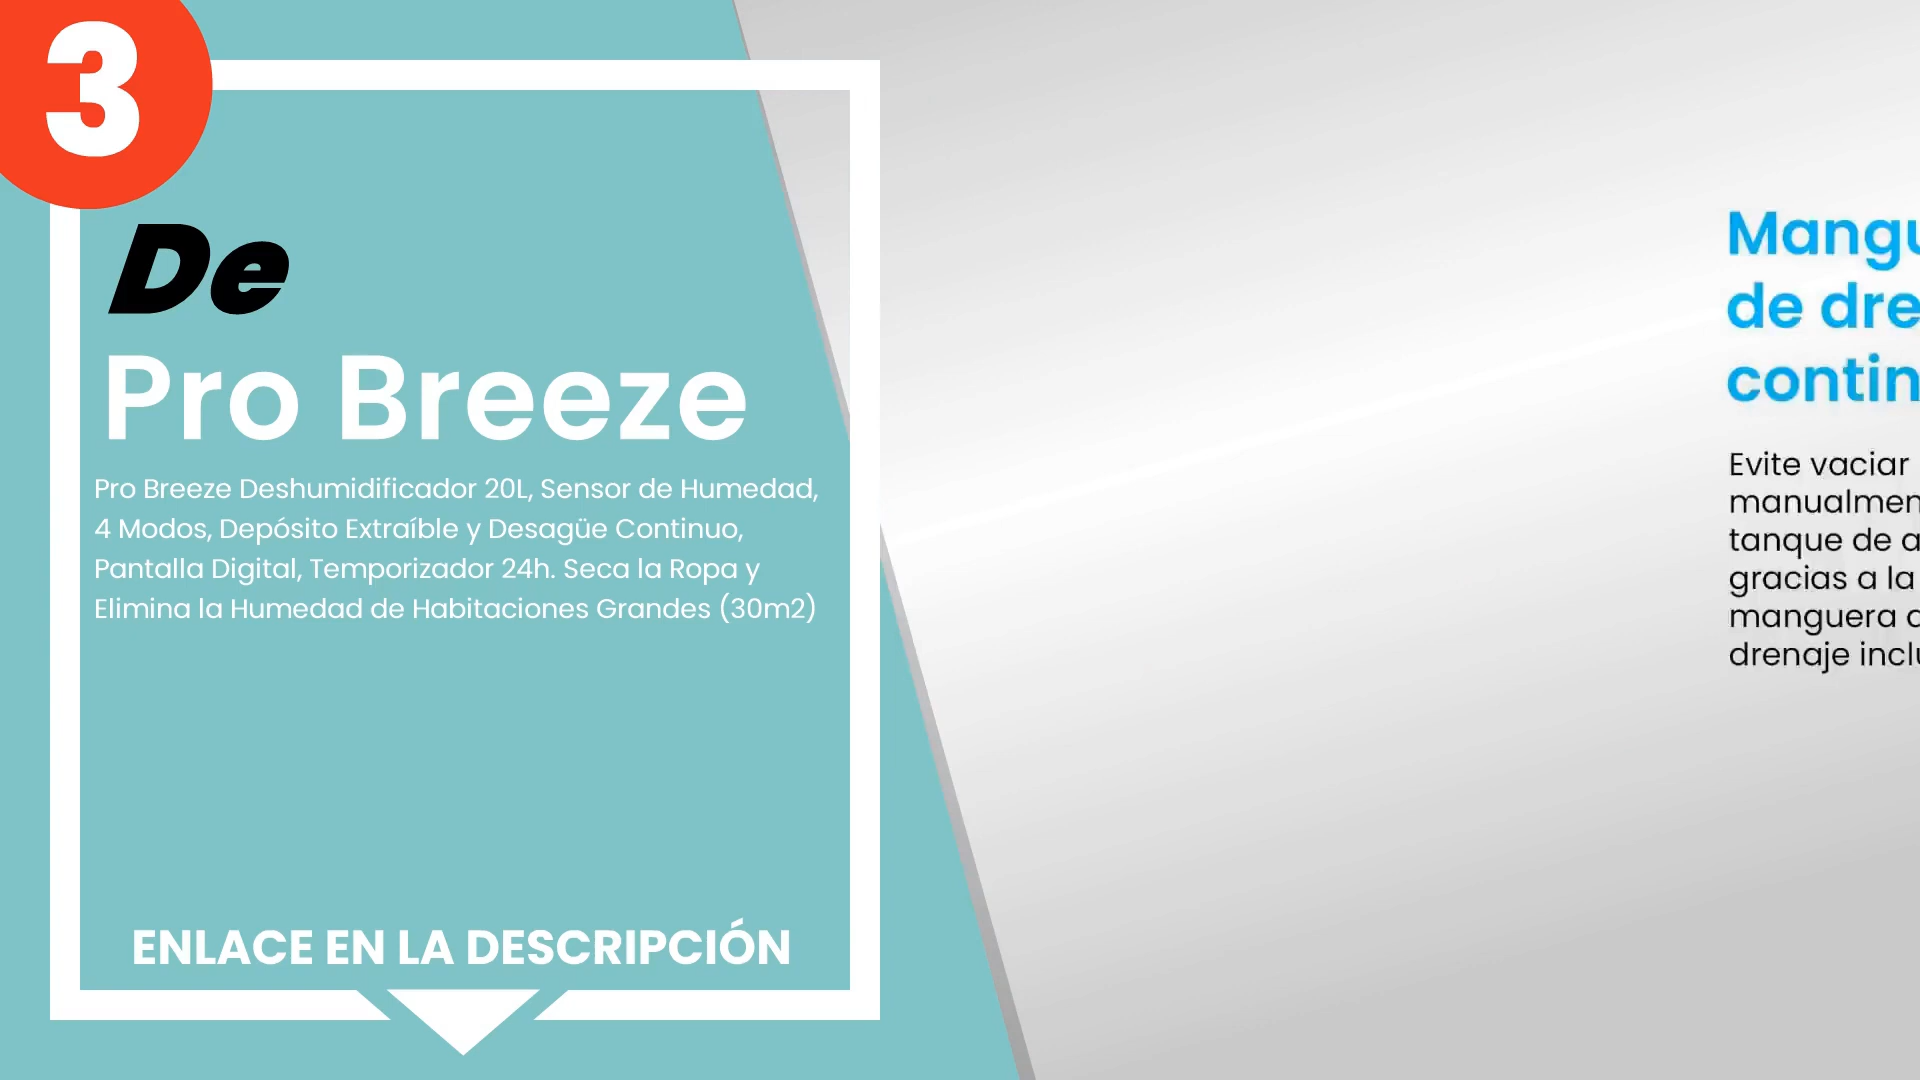 3
De
Pro Breeze
Pro Breeze Deshumidificador 20L, Sensor de Humedad,
4 Modos, Depósito Extraíble y Desagüe Continuo,
Pantalla Digital, Temporizador 24h. Seca la Ropa y
Elimina la Humedad de Habitaciones Grandes (30m2)
ENLACE EN LA DESCRIPCIÓN
de
Evite vaciar
tanque de
gracias a la
manguera
drenaje